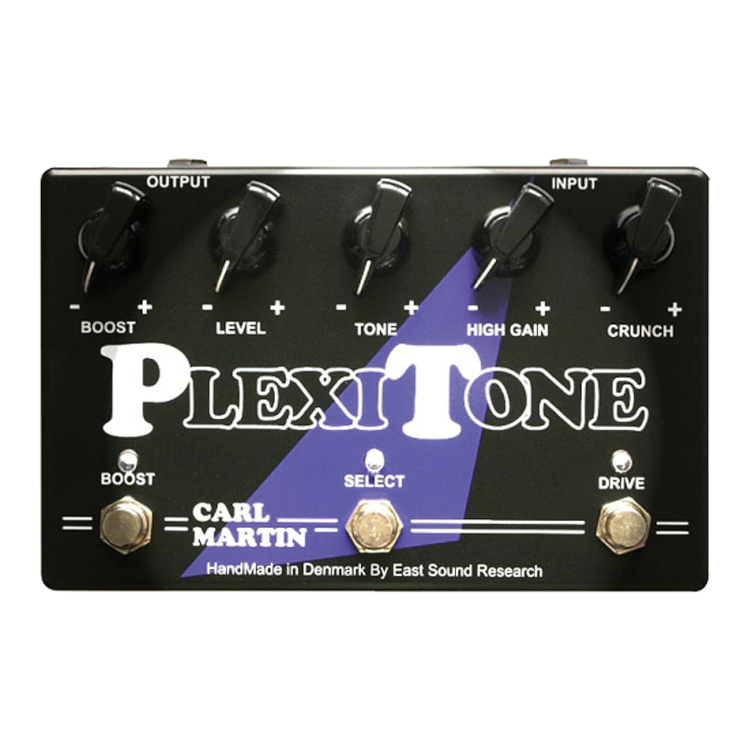 OUTPUT INPUT
- + - + - + - + - +
BOOST LEVEL TONE HIGH GAIN CRUNCH
PLEXITONE
BOOST SELECT DRIVE
CARL
MARTIN
HandMade in Denmark By East Sound Research